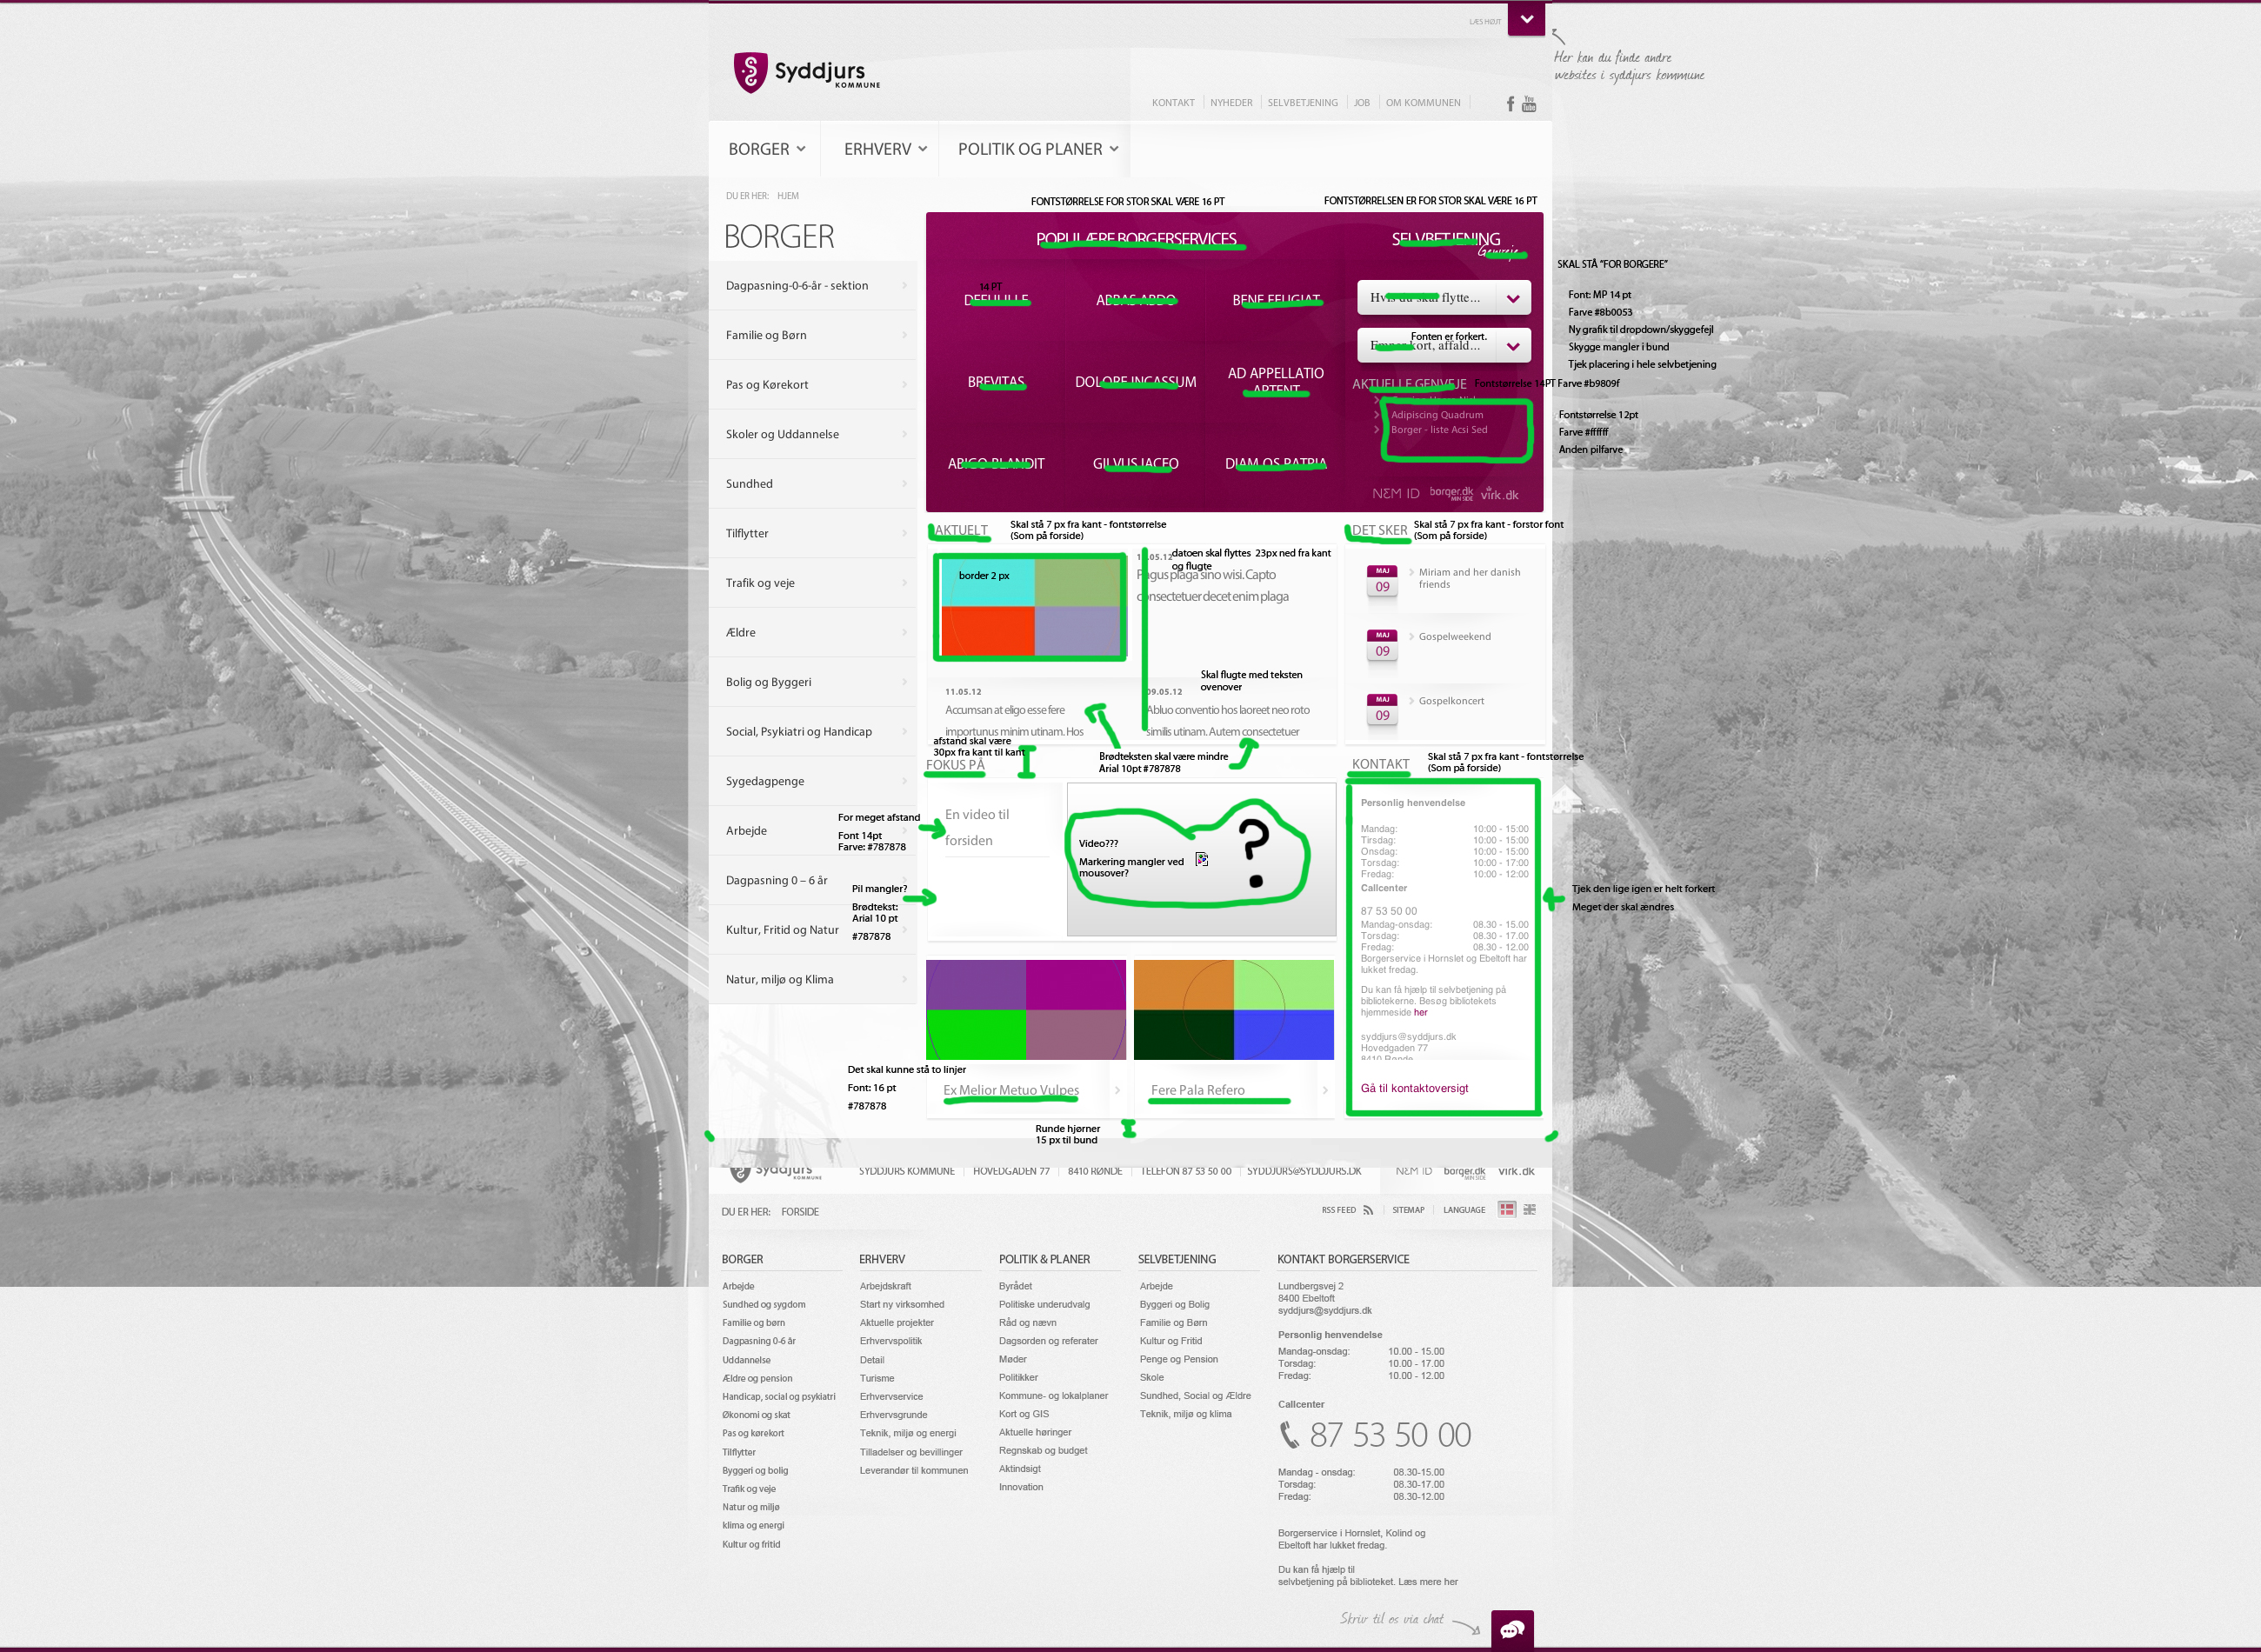 LÆS HØJT
Her kan du finde andre
websites i syddjurs kommune
Syddjurs
KOMMUNE
KONTAKT
NYHEDER
SELVBETJENING
JOB
OM KOMMUNEN
You
Tube
BORGER
ERHVERV
POLITIK OG PLANER
DU ER HER: HJEM
FONTSTØRRELSE FOR STOR SKAL VÆRE 16 PT
FONTSTØRRELSEN ER FOR STOR SKAL VÆRE 16 PT
BORGER
Dagpasning-0-6-år - sektion
Familie og Børn
Pas og Kørekort
Skoler og Uddannelse
Sundhed
Tilflytter
Trafik og veje
Ældre
Bolig og Byggeri
Social, Psykiatri og Handicap
Sygedagpenge
Arbejde
Dagpasning 0 – 6 år
Kultur, Fritid og Natur
Natur, miljø og Klima
POPULÆRE BORGERSERVICES
14 PT
ABBAS ABDO
BENE FEUGIAT
BREVITAS
DOLORE INCASSUM
AD APPELLATIO
APTENT
ABIGO BLANDIT
GILVUS JACEO
DIAM OS PATRIA
SELVBETJENING
Genveje
Hvis du skal flytte...
Fonten er forkert.
kort, affald...
AKTUELLE GENVEJE
Fontstørrelse 14PT Farve #b9809f
Adipiscing Quadrum
Borger - liste Acsi Sed
NEM ID
borger.dk
MIN SIDE
virk.dk
SKAL STÅ "FOR BORGERE"
Font: MP 14 pt
Farve #8b0053
Ny grafik til dropdown/skyggefejl
Skygge mangler i bund
Tjek placering i hele selvbetjening
Fontstørrelse 12pt
Farve #ffffff
Anden pilfarve
AKTUELT
Skal stå 7 px fra kant - fontstørrelse
(Som på forside)
border 2 px
datoen skal flyttes 23px ned fra kant
og flugte
.05.12
Pagus plaga sino wisi. Capto
consectetuer decet enim plaga
Skal flugte med teksten
ovenover
11.05.12
Accumsan at eligo esse fere
importunus minim utinam. Hos
09.05.12
Abluo conventio hos laoreet neo roto
similis utinam. Autem consectetuer
DET SKER
Skal stå 7 px fra kant - forstor font
(Som på forside)
MAJ
09
Miriam and her danish
friends
MAJ
09
Gospelweekend
MAJ
09
Gospelkoncert
afstand skal være
30px fra kant til kant
Brødteksten skal være mindre
Arial 10pt #787878
FOKUS PÅ
En video til
forsiden
For meget afstand
Font 14pt
Farve: #787878
Pil mangler?
Brødtekst:
Arial 10 pt
#787878
Video???
Markering mangler ved
mousover?
?
KONTAKT
Skal stå 7 px fra kant - fontstørrelse
(Som på forside)
Personlig henvendelse
Mandag: 10:00 - 15:00
Tirsdag: 10:00 - 15:00
Onsdag: 10:00 - 15:00
Torsdag: 10:00 - 17:00
Fredag: 10:00 - 12:00
Callcenter
87 53 50 00
Mandag-onsdag: 08.30 - 15.00
Torsdag: 08.30 - 17.00
Fredag: 08.30 - 12.00
Borgerservice i Hornslet og Ebeltoft har
lukket fredag.
Du kan få hjælp til selvbetjening på
bibliotekerne. Besøg bibliotekets
hjemmeside her
syddjurs@syddjurs.dk
Hovedgaden 77
8410 Rønde
Gå til kontaktoversigt
Tjek den lige igen er helt forkert
Meget der skal ændres
Det skal kunne stå to linjer
Font: 16 pt
#787878
Ex Melior Metuo Vulpes
Fere Pala Refero
Runde hjørner
15 px til bund
Syddjurs
KOMMUNE
SYDDJURS KOMMUNE
HOVEDGADEN 77
8410 RØNDE
TELEFON 87 53 50 00
SYDDJURS@SYDDJURS.DK
NEM ID
borger.dk
MIN SIDE
virk.dk
DU ER HER: FORSIDE
RSS FEED
SITEMAP
LANGUAGE
BORGER
Arbejde
Sundhed og sygdom
Familie og børn
Dagpasning 0-6 år
Uddannelse
Ældre og pension
Handicap, social og psykiatri
Økonomi og skat
Pas og kørekort
Tilflytter
Byggeri og bolig
Trafik og veje
Natur og miljø
klima og energi
Kultur og fritid
ERHVERV
Arbejdskraft
Start ny virksomhed
Aktuelle projekter
Erhvervspolitik
Detail
Turisme
Erhvervservice
Erhvervsgrunde
Teknik, miljø og energi
Tilladelser og bevillinger
Leverandør til kommunen
POLITIK & PLANER
Byrådet
Politiske underudvalg
Råd og nævn
Dagsorden og referater
Møder
Politikker
Kommune- og lokalplaner
Kort og GIS
Aktuelle høringer
Regnskab og budget
Aktindsigt
Innovation
SELVBETJENING
Arbejde
Byggeri og Bolig
Familie og Børn
Kultur og Fritid
Penge og Pension
Skole
Sundhed, Social og Ældre
Teknik, miljø og klima
KONTAKT BORGERSERVICE
Lundbergsvej 2
8400 Ebeltoft
syddjurs@syddjurs.dk
Personlig henvendelse
Mandag-onsdag: 10.00 - 15.00
Torsdag: 10.00 - 17.00
Fredag: 10.00 - 12.00
Callcenter
87 53 50 00
Mandag - onsdag: 08.30-15.00
Torsdag: 08.30-17.00
Fredag: 08.30-12.00
Borgerservice i Hornslet, Kolind og
Ebeltoft har lukket fredag.
Du kan få hjælp til
selvbetjening på biblioteket. Læs mere her
Skriv til os via chat